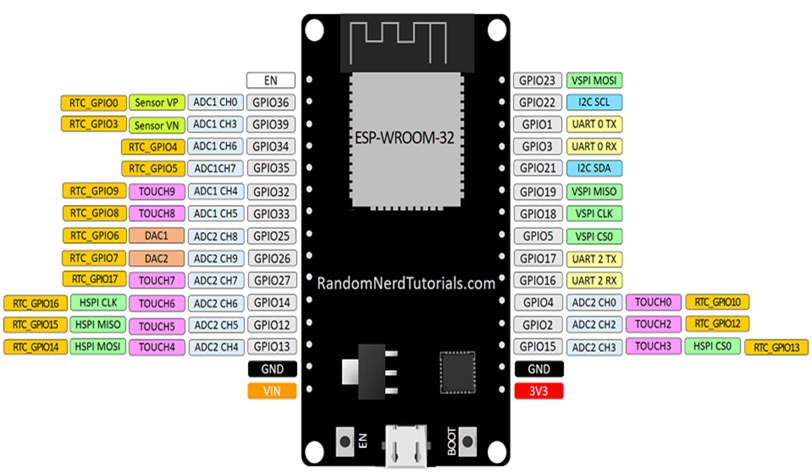 EN GPIO23 VSPI MOSI
RTC_GPIO0 Sensor VP ADC1 CH0 GPIO36 GPIO22 I2C SCL
RTC_GPIO3 Sensor VN ADC1 CH3 GPIO39 GPIO1 UART 0 TX
ESP-WROOM-32
RTC_GPIO4 ADC1 CH6 GPIO34 GPIO3 UART 0 RX
RTC_GPIO5 ADC1CH7 GPIO35 GPIO21 I2C SDA
RTC_GPIO9 TOUCH9 ADC1 CH4 GPIO32 GPIO19 VSPI MISO
RTC_GPIO8 TOUCH8 ADC1 CH5 GPIO33 GPIO18 VSPI CLK
RTC_GPIO6 DAC1 ADC2 CH8 GPIO25 GPIO5 VSPI CS0
RTC_GPIO7 DAC2 ADC2 CH9 GPIO26 GPIO17 UART 2 TX
RTC_GPIO17 TOUCH7 ADC2 CH7 GPIO27 RandomNerdTutorials.com GPIO16 UART 2 RX
RTC_GPIO16 HSPI CLK TOUCH6 ADC2 CH6 GPIO14 GPIO4 ADC2 CH0 TOUCH0 RTC_GPIO10
RTC_GPIO15 HSPI MISO TOUCH5 ADC2 CH5 GPIO12 GPIO2 ADC2 CH2 TOUCH2 RTC_GPIO12
RTC_GPIO14 HSPI MOSI TOUCH4 ADC2 CH4 GPIO13 GPIO15 ADC2 CH3 TOUCH3 HSPI CS0 RTC_GPIO13
GND GND
VIN 3V3
EN BOOT